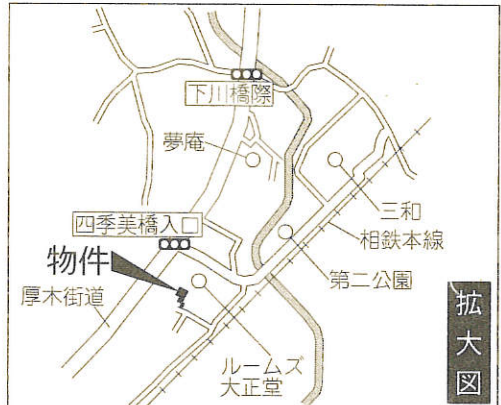 下川橋際
夢庵
三和
四季美橋入口
相鉄本線
物件
第二公園
厚木街道
ルームズ
大正堂
拡大図